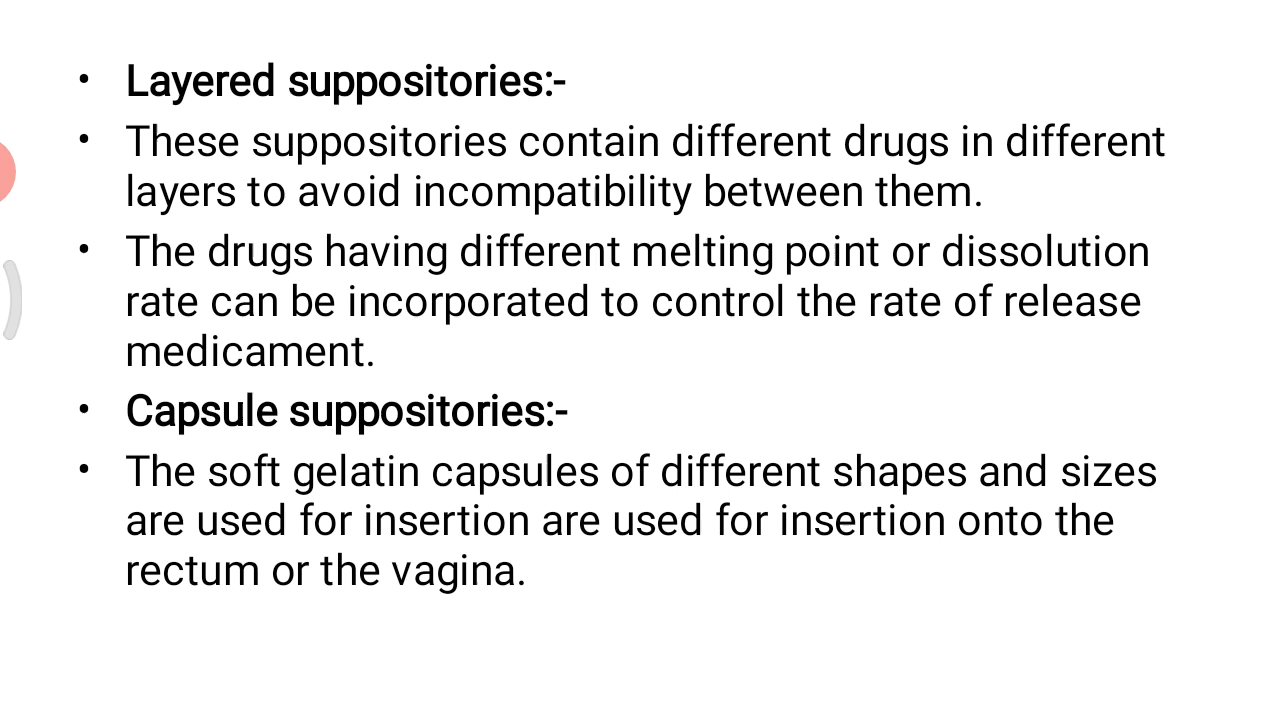 • Layered suppositories:-
• These suppositories contain different drugs in different
layers to avoid incompatibility between them.
• The drugs having different melting point or dissolution
rate can be incorporated to control the rate of release
medicament.
• Capsule suppositories:-
• The soft gelatin capsules of different shapes and sizes
are used for insertion are used for insertion onto the
rectum or the vagina.